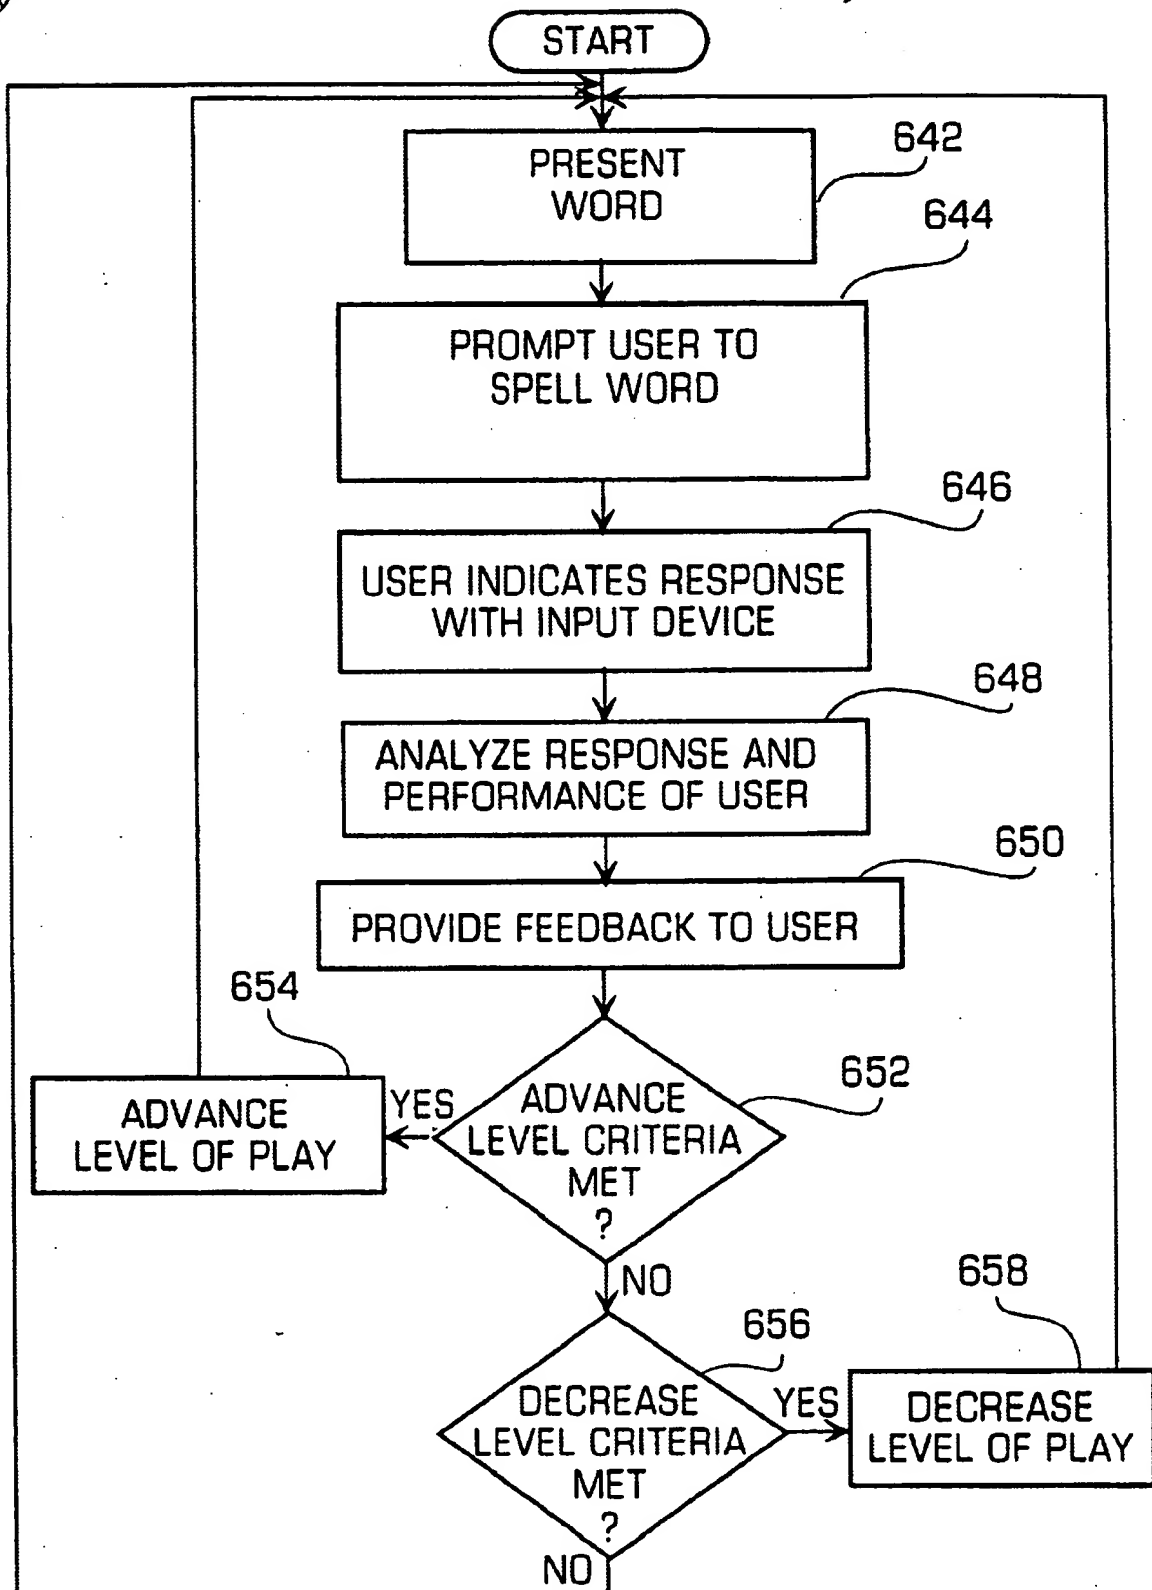 START
PRESENT
WORD
642
644
PROMPT USER TO
SPELL WORD
646
USER INDICATES RESPONSE
WITH INPUT DEVICE
648
ANALYZE RESPONSE AND
PERFORMANCE OF USER
650
PROVIDE FEEDBACK TO USER
654
652
ADVANCE
LEVEL OF PLAY
YES
ADVANCE
LEVEL CRITERIA
MET
?
NO
658
656
DECREASE
LEVEL CRITERIA
MET
?
YES
DECREASE
LEVEL OF PLAY
NO